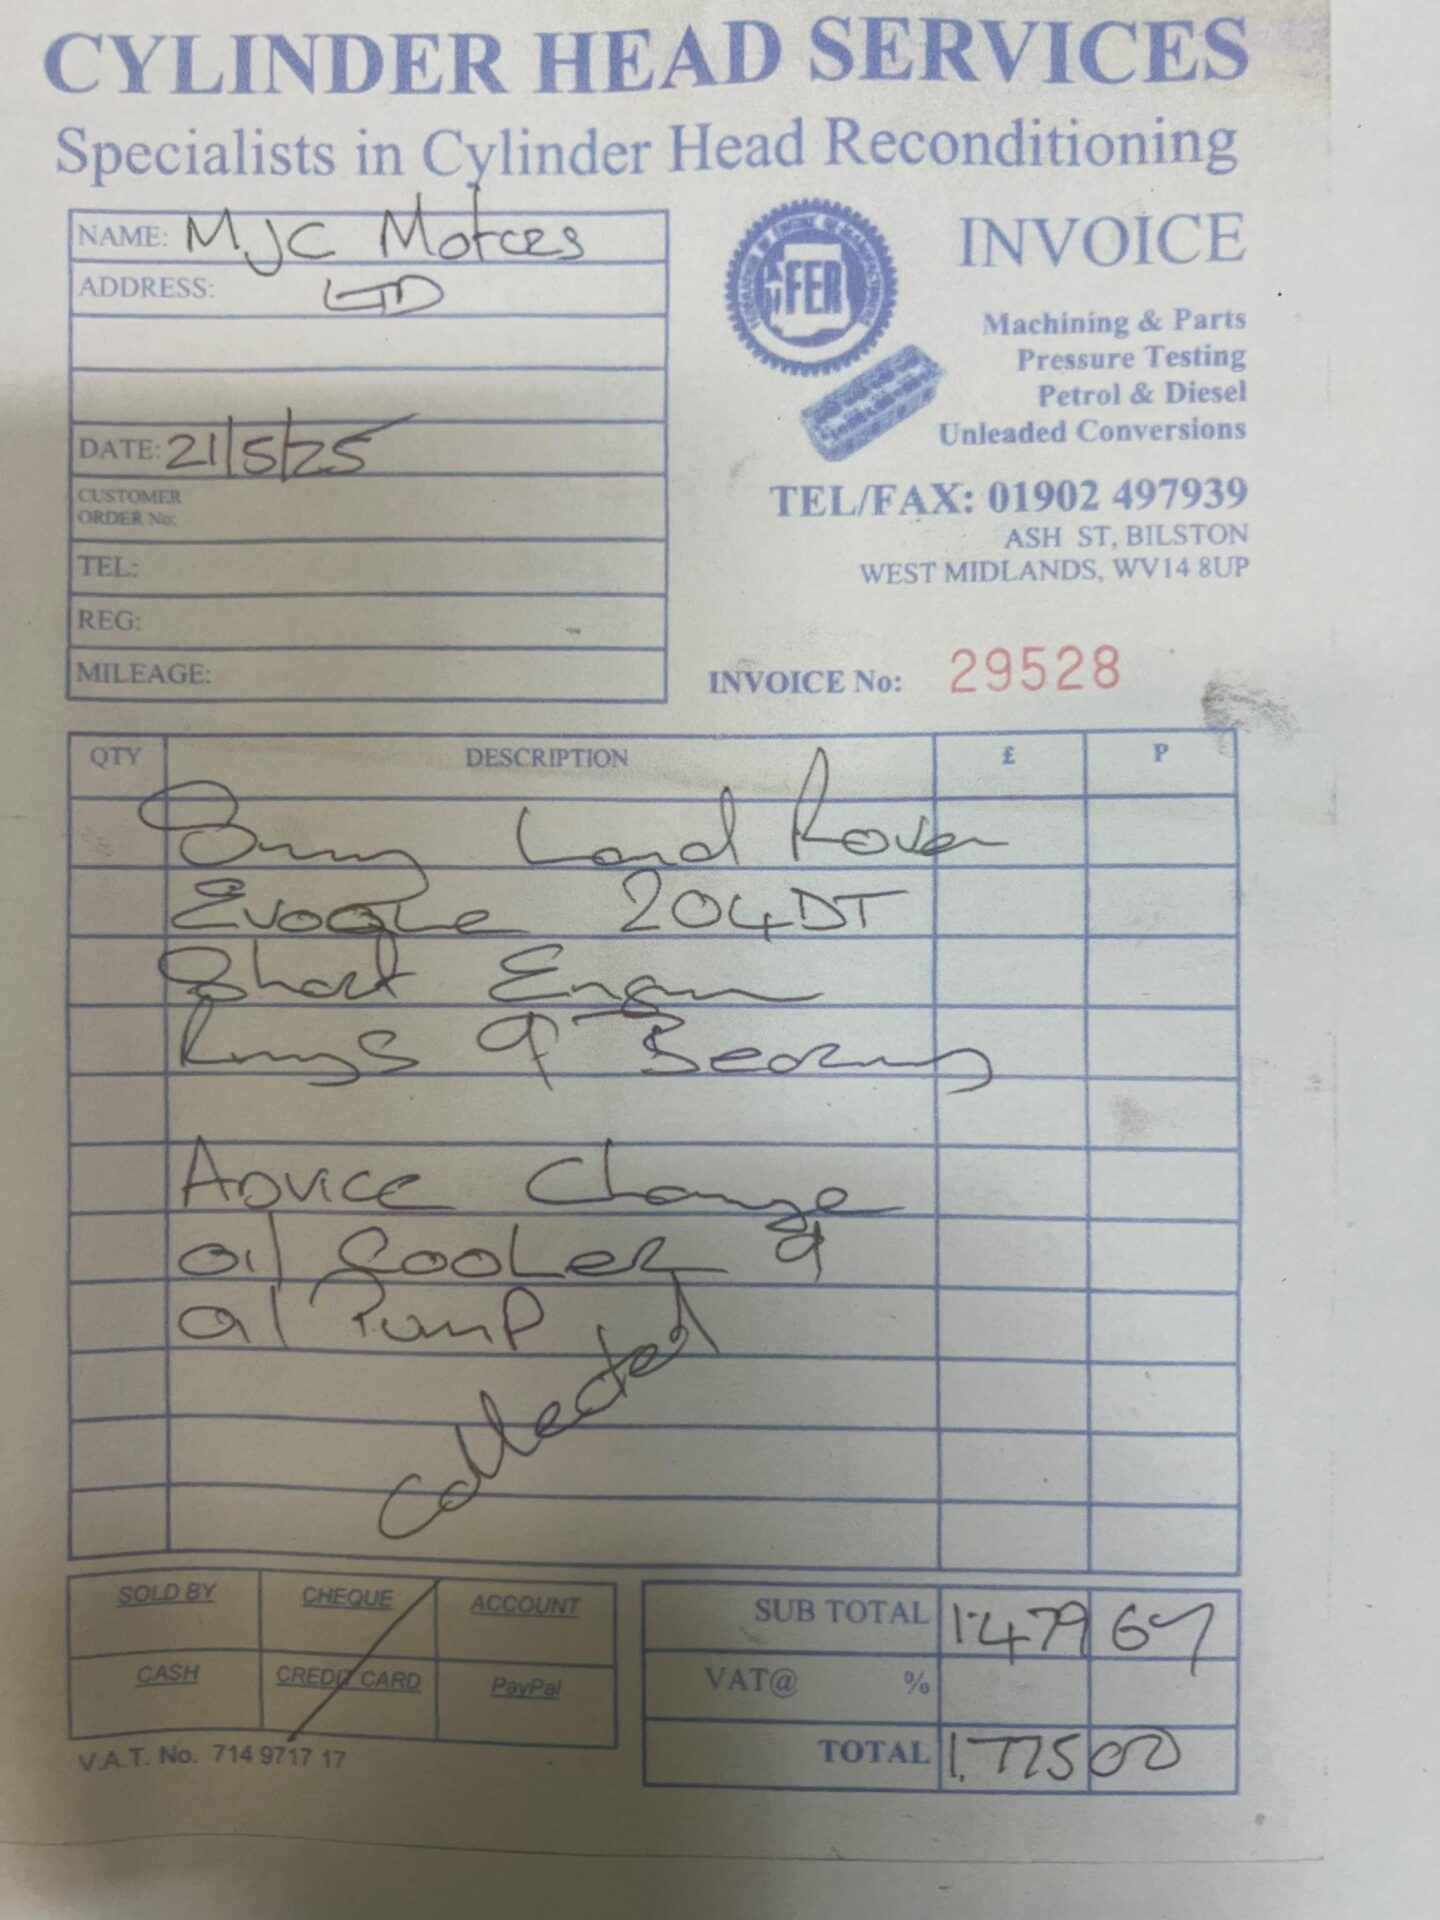 CYLINDER HEAD SERVICES
Specialists in Cylinder Head Reconditioning
NAME: MJC Motores
ADDRESS: LTD
DATE: 21/5/25
CUSTOMER
ORDER No:
TEL:
REG:
MILEAGE:
FER
INVOICE
Machining & Parts
Pressure Testing
Petrol & Diesel
Unleaded Conversions
TEL/FAX: 01902 497939
ASH ST, BILSTON
WEST MIDLANDS, WV14 8UP
INVOICE No: 29528
QTY DESCRIPTION £ P
Land Rover
Evoque 204DT
Short Engine
Rings & Bearings
ADVICE Change
oil cooler &
oil Pump
collected
SOLD BY CHEQUE ACCOUNT
CASH CREDIT CARD PayPal
V.A.T. No. 714 9717 17
SUB TOTAL 1.479 67
VAT@ %
TOTAL 1.775 00